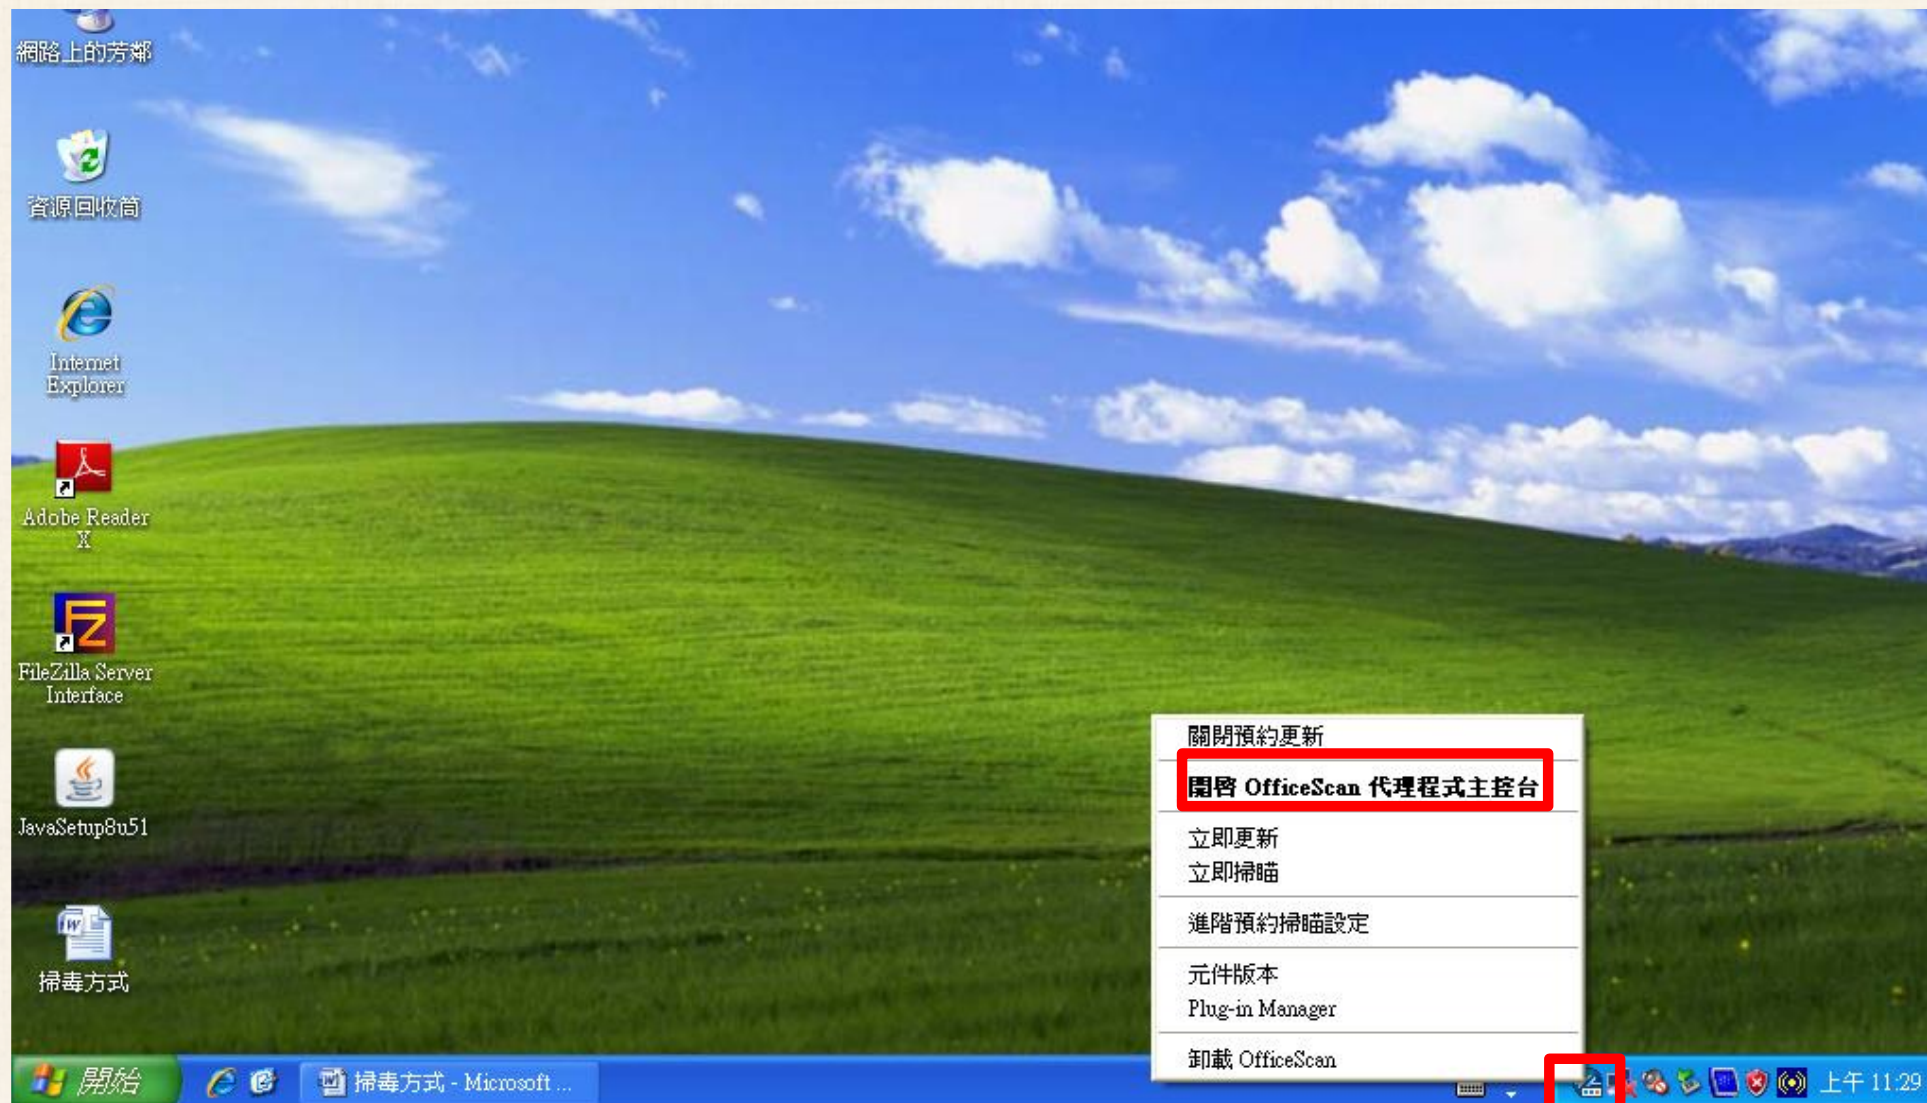 網路上的芳鄰
資源回收筒
Internet
Explorer
Adobe Reader
X
FileZilla Server
Interface
JavaSetup8u51
掃毒方式
關閉預約更新
開啓 OfficeScan 代理程式主控台
立即更新
立即掃瞄
進階預約掃瞄設定
元件版本
Plug-in Manager
卸載 OfficeScan
開始
掃毒方式 - Microsoft ...
上午 11:29